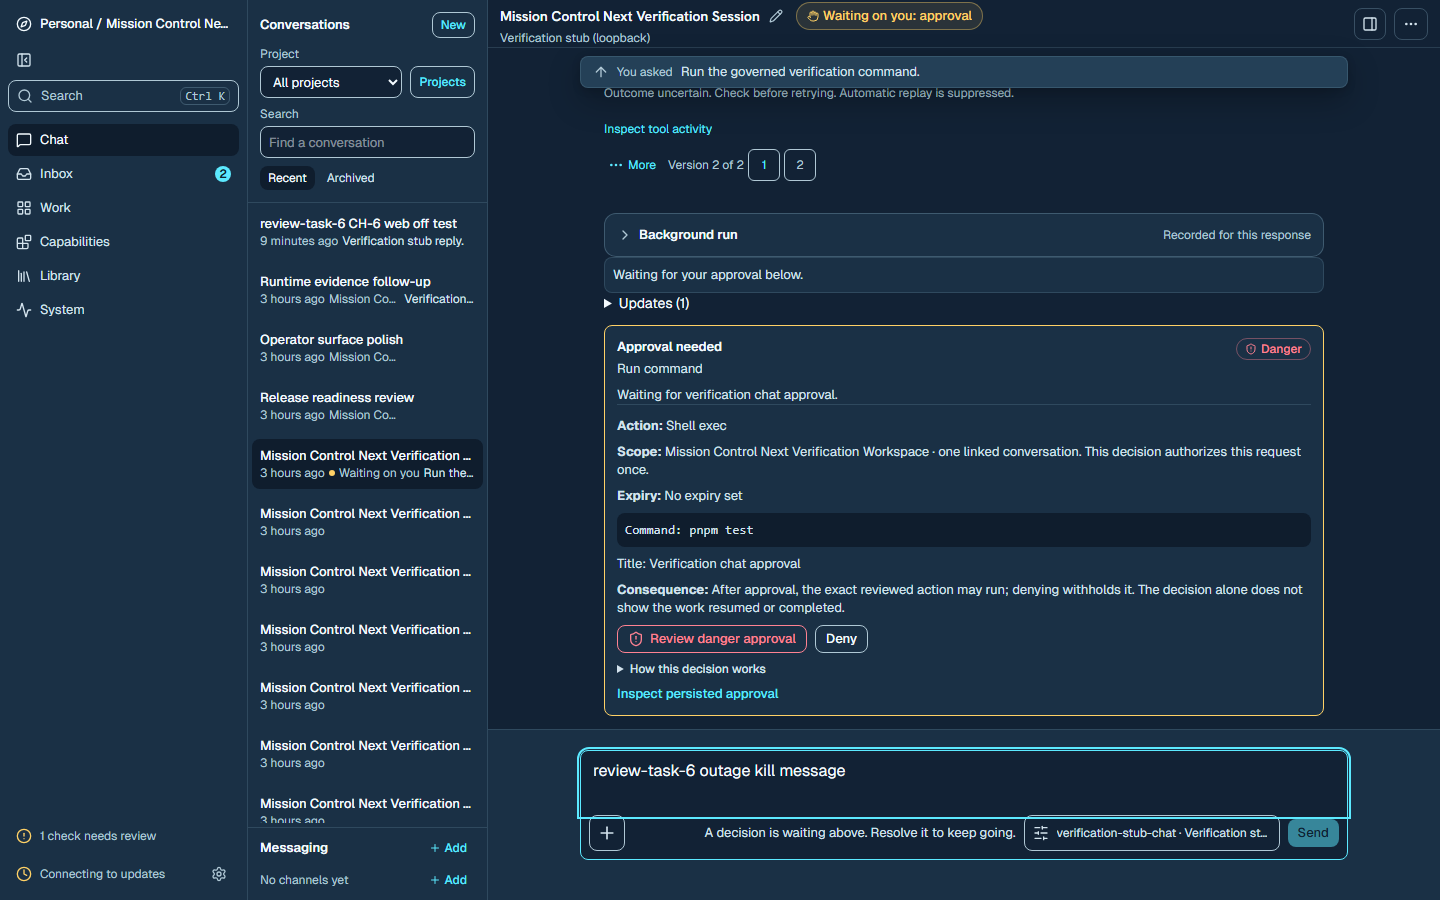 Personal / Mission Control Ne...
Search
Ctrl K
Chat
Inbox
2
Work
Capabilities
Library
System
1 check needs review
Connecting to updates
Conversations
New
Project
All projects
Projects
Search
Find a conversation
Recent
Archived
review-task-6 CH-6 web off test
9 minutes ago Verification stub reply.
Runtime evidence follow-up
3 hours ago Mission Co... Verification...
Operator surface polish
3 hours ago Mission Co...
Release readiness review
3 hours ago Mission Co...
Mission Control Next Verification ...
3 hours ago Waiting on you Run the...
Mission Control Next Verification ...
3 hours ago
Mission Control Next Verification ...
3 hours ago
Mission Control Next Verification ...
3 hours ago
Mission Control Next Verification ...
3 hours ago
Mission Control Next Verification ...
3 hours ago
Mission Control Next Verification ...
3 hours ago
Messaging
+ Add
No channels yet
+ Add
Mission Control Next Verification Session
Waiting on you: approval
Verification stub (loopback)
You asked Run the governed verification command.
Outcome uncertain. Check before retrying. Automatic replay is suppressed.
Inspect tool activity
... More Version 2 of 2 1 2
Background run
Recorded for this response
Waiting for your approval below.
Updates (1)
Approval needed
Danger
Run command
Waiting for verification chat approval.
Action: Shell exec
Scope: Mission Control Next Verification Workspace · one linked conversation. This decision authorizes this request
once.
Expiry: No expiry set
Command: pnpm test
Title: Verification chat approval
Consequence: After approval, the exact reviewed action may run; denying withholds it. The decision alone does not
show the work resumed or completed.
Review danger approval
Deny
How this decision works
Inspect persisted approval
review-task-6 outage kill message
A decision is waiting above. Resolve it to keep going.
verification-stub-chat · Verification st...
Send